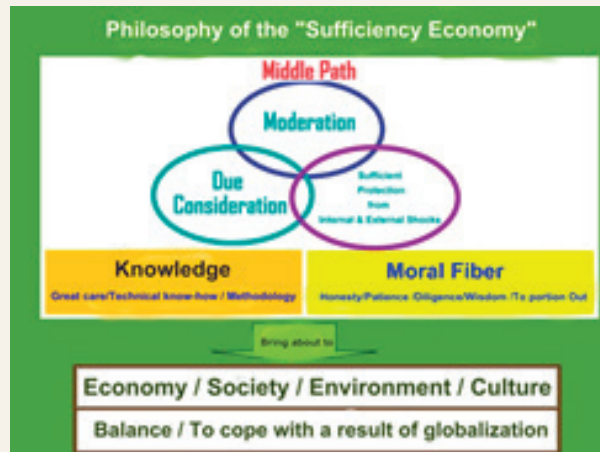 Philosophy of the "Sufficiency Economy"
Middle Path
Moderation
Due
Consideration
Sufficient
Protection
from
Internal & External Shocks
Knowledge
Great care/Technical know-how / Methodology
Moral Fiber
Honesty/Patience /Diligence/Wisdom /To portion Out
Bring about to
Economy / Society / Environment / Culture
Balance / To cope with a result of globalization